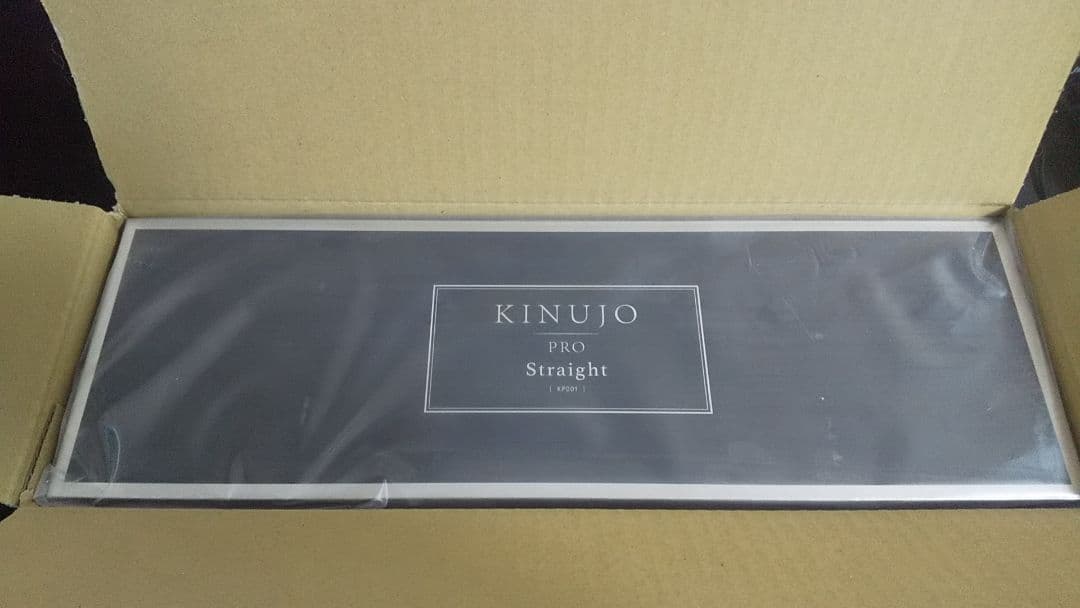 KINUJO
PRO
Straight
[ KP001 ]